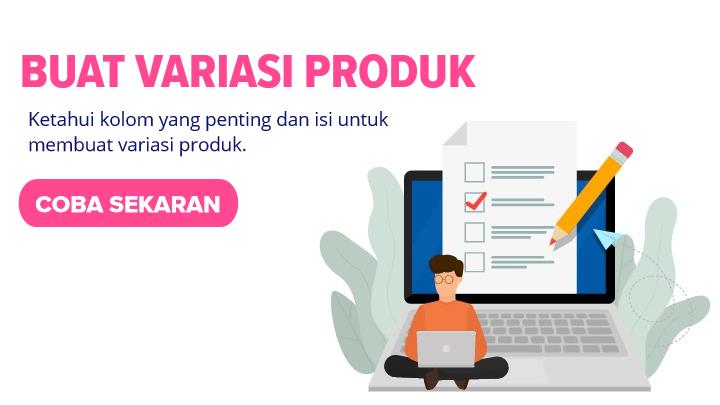 BUAT VARIASI PRODUK
Ketahui kolom yang penting dan isi untuk
membuat variasi produk.
COBA SEKARAN